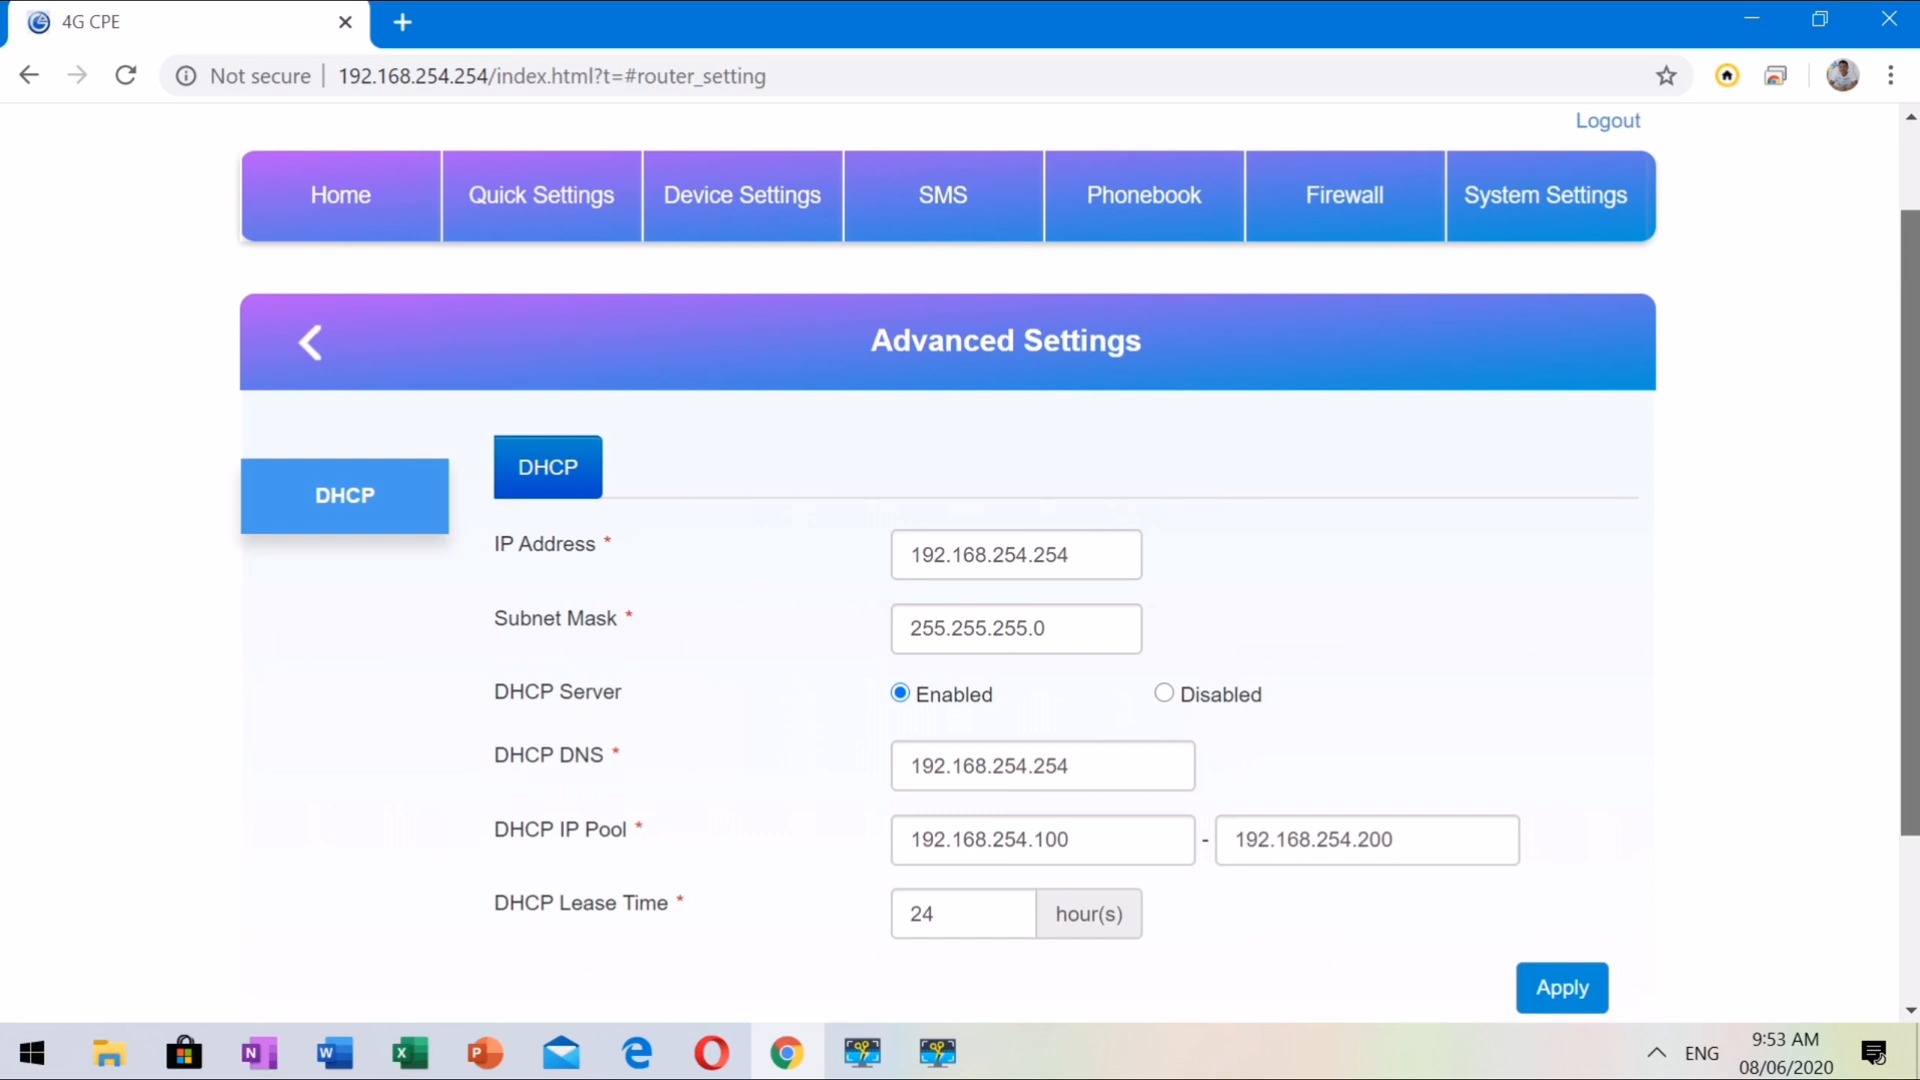 4G CPE
Not secure | 192.168.254.254/index.html?t=#router_setting
Logout
Home Quick Settings Device Settings SMS Phonebook Firewall System Settings
Advanced Settings
DHCP
DHCP
IP Address * 192.168.254.254
Subnet Mask * 255.255.255.0
DHCP Server Enabled Disabled
DHCP DNS * 192.168.254.254
DHCP IP Pool * 192.168.254.100 - 192.168.254.200
DHCP Lease Time * 24 hour(s)
Apply
ENG 9:53 AM
08/06/2020